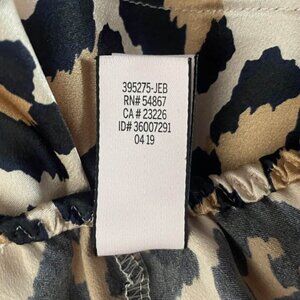 395275-JEB
RN# 54867
CA # 23226
ID# 36007291
04 19